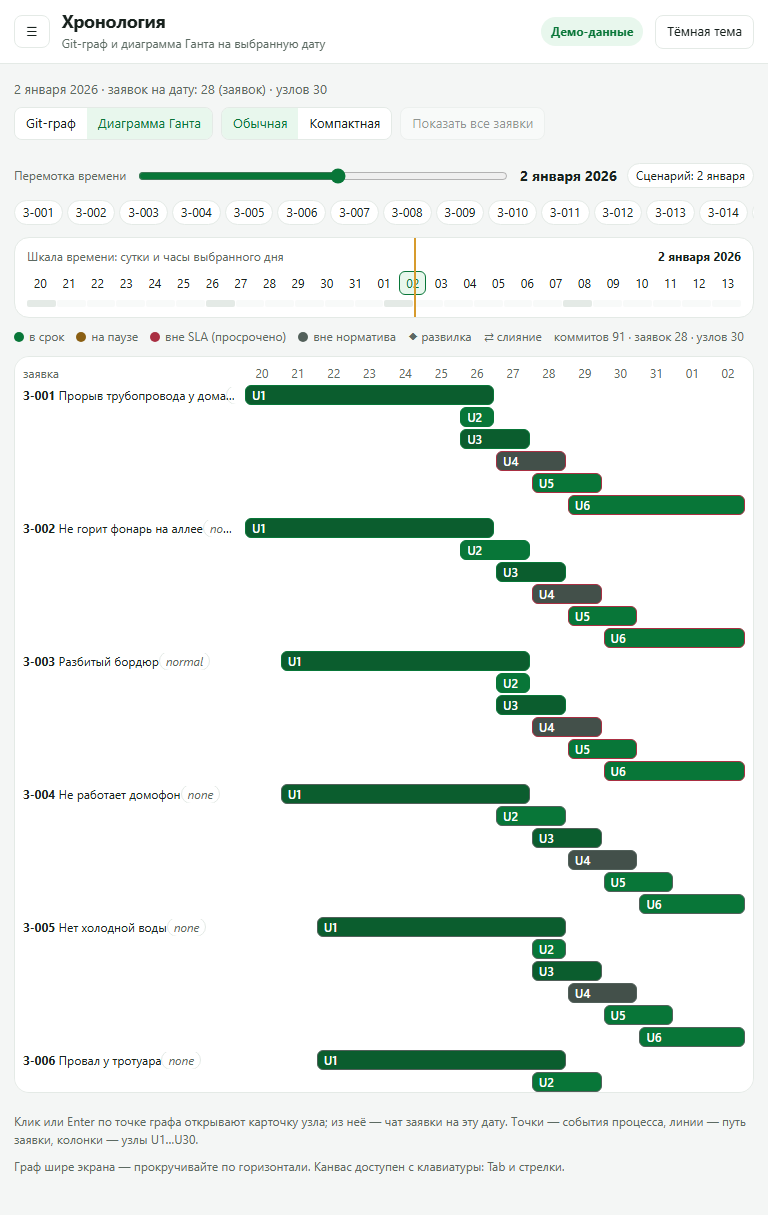 ☰
Хронология
Git-граф и диаграмма Ганта на выбранную дату
Демо-данные
Тёмная тема
2 января 2026 · заявок на дату: 28 (заявок) · узлов 30
Git-граф Диаграмма Ганта Обычная Компактная Показать все заявки
Перемотка времени 2 января 2026 Сценарий: 2 января
З-001 З-002 З-003 З-004 З-005 З-006 З-007 З-008 З-009 З-010 З-011 З-012 З-013 З-014
Шкала времени: сутки и часы выбранного дня 2 января 2026
20 21 22 23 24 25 26 27 28 29 30 31 01 02 03 04 05 06 07 08 09 10 11 12 13
в срок на паузе вне SLA (просрочено) вне норматива ◆ развилка ⇄ слияние коммитов 91 · заявок 28 · узлов 30
заявка 20 21 22 23 24 25 26 27 28 29 30 31 01 02
З-001 Прорыв трубопровода у дома... U1
U2
U3
U4
U5
U6
З-002 Не горит фонарь на аллее no... U1
U2
U3
U4
U5
U6
З-003 Разбитый бордюр normal U1
U2
U3
U4
U5
U6
З-004 Не работает домофон none U1
U2
U3
U4
U5
U6
З-005 Нет холодной воды none U1
U2
U3
U4
U5
U6
З-006 Провал у тротуара none U1
U2
Клик или Enter по точке графа открывают карточку узла; из неё — чат заявки на эту дату. Точки — события процесса, линии — путь
заявки, колонки — узлы U1…U30.
Граф шире экрана — прокручивайте по горизонтали. Канвас доступен с клавиатуры: Tab и стрелки.